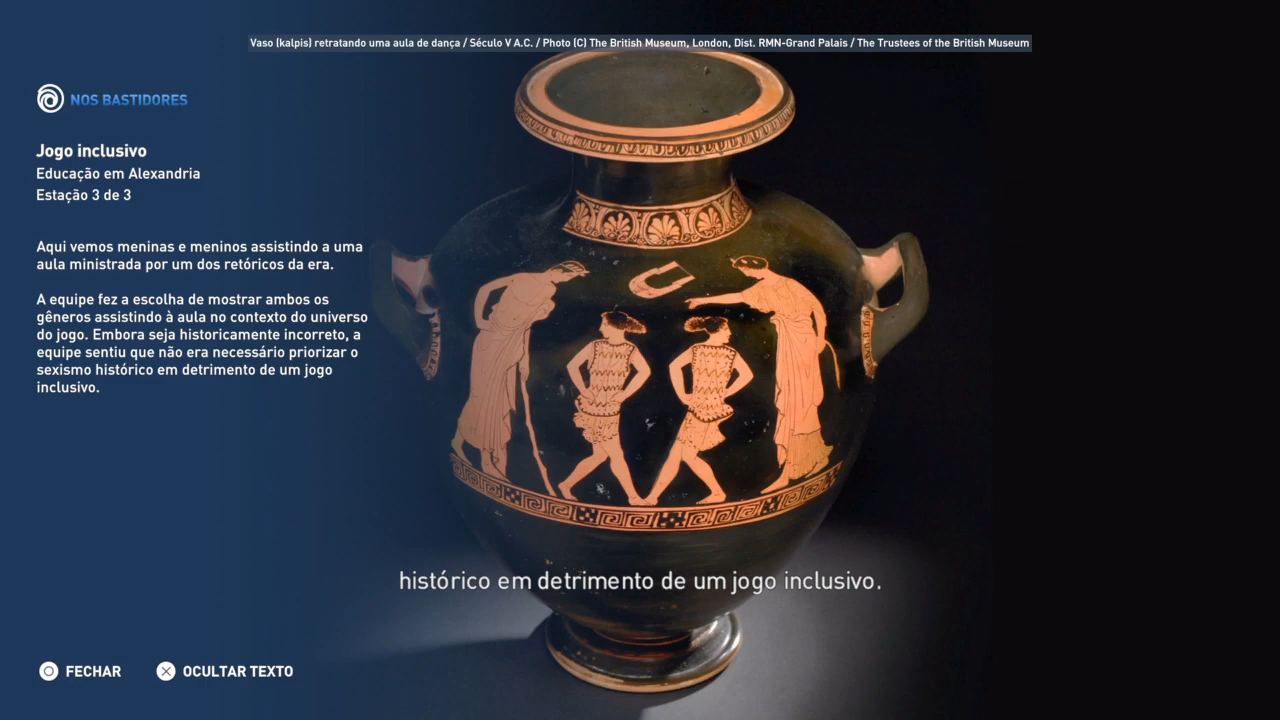 Vaso (kalpis) retratando uma aula de dança / Século V A.C. / Photo (C) The British Museum, London, Dist. RMN-Grand Palais / The Trustees of the British Museum
NOS BASTIDORES
Jogo inclusivo
Educação em Alexandria
Estação 3 de 3
Aqui vemos meninas e meninos assistindo a uma
aula ministrada por um dos retóricos da era.
A equipe fez a escolha de mostrar ambos os
gêneros assistindo à aula no contexto do universo
do jogo. Embora seja historicamente incorreto, a
equipe sentiu que não era necessário priorizar o
sexismo histórico em detrimento de um jogo
inclusivo.
histórico em detrimento de um jogo inclusivo.
FECHAR
OCULTAR TEXTO